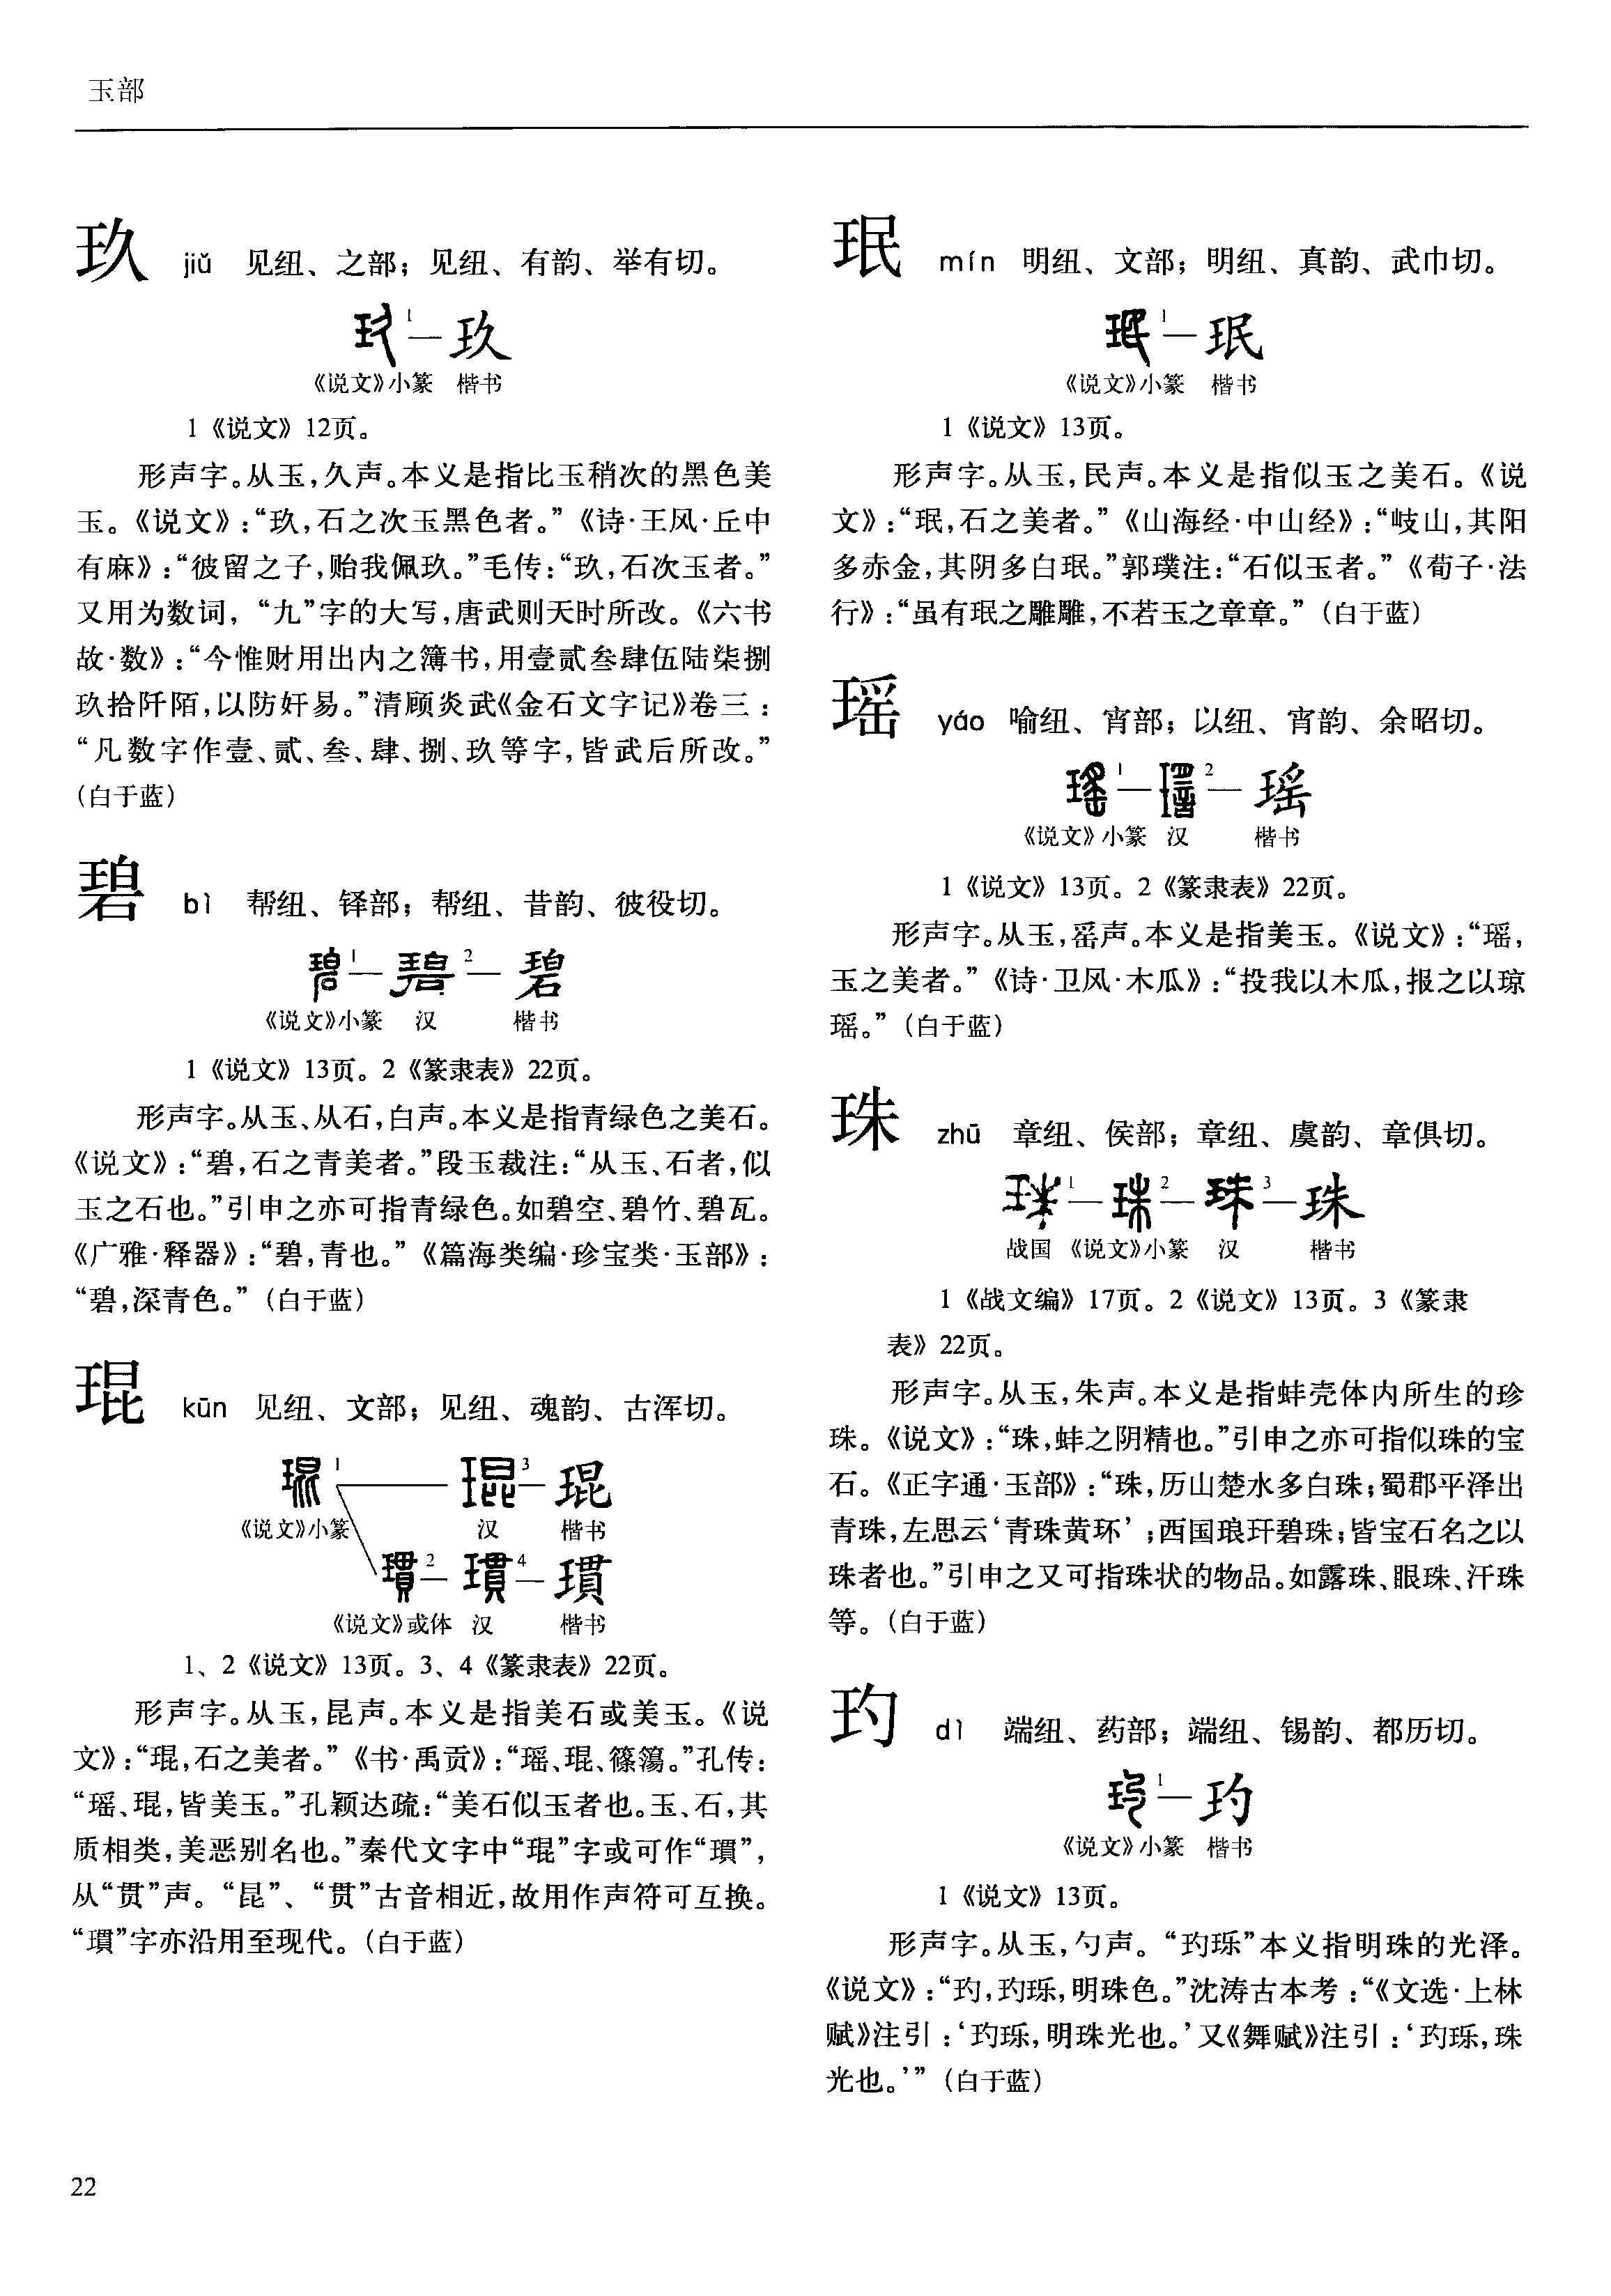 玉部
玖 jiǔ 见纽、之部；见纽、有韵、举有切。
1 — 玖
《说文》小篆 楷书
1《说文》12页。
形声字。从玉，久声。本义是指比玉稍次的黑色美
玉。《说文》：“玖，石之次玉黑色者。”《诗·王风·丘中
有麻》：“彼留之子，贻我佩玖。”毛传：“玖，石次玉者。”
又用为数词，“九”字的大写，唐武则天时所改。《六书
故·数》：“今惟财用出内之簿书，用壹贰叁肆伍陆柒捌
玖拾阡陌，以防奸易。”清顾炎武《金石文字记》卷三：
“凡数字作壹、贰、叁、肆、捌、玖等字，皆武后所改。”
（白于蓝）
碧 bì 帮纽、铎部；帮纽、昔韵、彼役切。
1 — 碧 2 — 碧
《说文》小篆 汉 楷书
1《说文》13页。2《篆隶表》22页。
形声字。从玉、从石，白声。本义是指青绿色之美石。
《说文》：“碧，石之青美者。”段玉裁注：“从玉、石者，似
玉之石也。”引申之亦可指青绿色。如碧空、碧竹、碧瓦。
《广雅·释器》：“碧，青也。”《篇海类编·珍宝类·玉部》：
“碧，深青色。”（白于蓝）
琨 kūn 见纽、文部；见纽、魂韵、古浑切。
1 — 琨 3 — 琨
《说文》小篆 汉 楷书
2 — 瑻 4 — 瑻
《说文》或体 汉 楷书
1、2《说文》13页。3、4《篆隶表》22页。
形声字。从玉，昆声。本义是指美石或美玉。《说
文》：“琨，石之美者。”《书·禹贡》：“瑶、琨、篠簜。”孔传：
“瑶、琨，皆美玉。”孔颖达疏：“美石似玉者也。玉、石，其
质相类，美恶别名也。”秦代文字中“琨”字或可作“瑻”，
从“贯”声。“昆”、“贯”古音相近，故用作声符可互换。
“瑻”字亦沿用至现代。（白于蓝）
珉 mín 明纽、文部；明纽、真韵、武巾切。
1 — 珉
《说文》小篆 楷书
1《说文》13页。
形声字。从玉，民声。本义是指似玉之美石。《说
文》：“珉，石之美者。”《山海经·中山经》：“岐山，其阳
多赤金，其阴多白珉。”郭璞注：“石似玉者。”《荀子·法
行》：“虽有珉之雕雕，不若玉之章章。”（白于蓝）
瑶 yáo 喻纽、宵部；以纽、宵韵、余昭切。
1 — 2 — 瑶
《说文》小篆 汉 楷书
1《说文》13页。2《篆隶表》22页。
形声字。从玉，䍃声。本义是指美玉。《说文》：“瑶，
玉之美者。”《诗·卫风·木瓜》：“投我以木瓜，报之以琼
瑶。”（白于蓝）
珠 zhū 章纽、侯部；章纽、虞韵、章俱切。
1 — 2 — 珠 3 — 珠
战国 《说文》小篆 汉 楷书
1《战文编》17页。2《说文》13页。3《篆隶
表》22页。
形声字。从玉，朱声。本义是指蚌壳体内所生的珍
珠。《说文》：“珠，蚌之阴精也。”引申之亦可指似珠的宝
石。《正字通·玉部》：“珠，历山楚水多白珠；蜀郡平泽出
青珠，左思云‘青珠黄环’；西国琅玕碧珠；皆宝石名之以
珠者也。”引申之又可指珠状的物品。如露珠、眼珠、汗珠
等。（白于蓝）
玓 dì 端纽、药部；端纽、锡韵、都历切。
1 — 玓
《说文》小篆 楷书
1《说文》13页。
形声字。从玉，勺声。“玓瓅”本义指明珠的光泽。
《说文》：“玓，玓瓅，明珠色。”沈涛古本考：“《文选·上林
赋》注引：‘玓瓅，明珠光也。’又《舞赋》注引：‘玓瓅，珠
光也。’”（白于蓝）
22